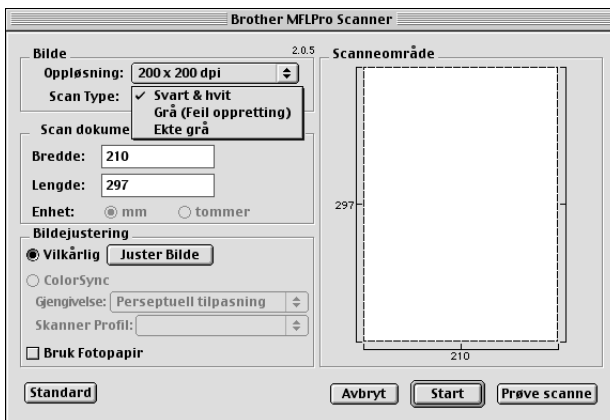 Brother MFLPro Scanner
Bilde
2.0.5
Oppløsning: 200 x 200 dpi
Scan Type: ✓ Svart & hvit
Grå (Feil oppretting)
Ekte grå
Scan dokume
Bredde: 210
Lengde: 297
Enhet: mm tommer
Bildejustering
Vilkårlig Juster Bilde
ColorSync
Gjengivelse: Perseptuell tilpasning
Skanner Profil:
Bruk Fotopapir
Scanneområde
297
210
Standard Avbryt Start Prøve scanne